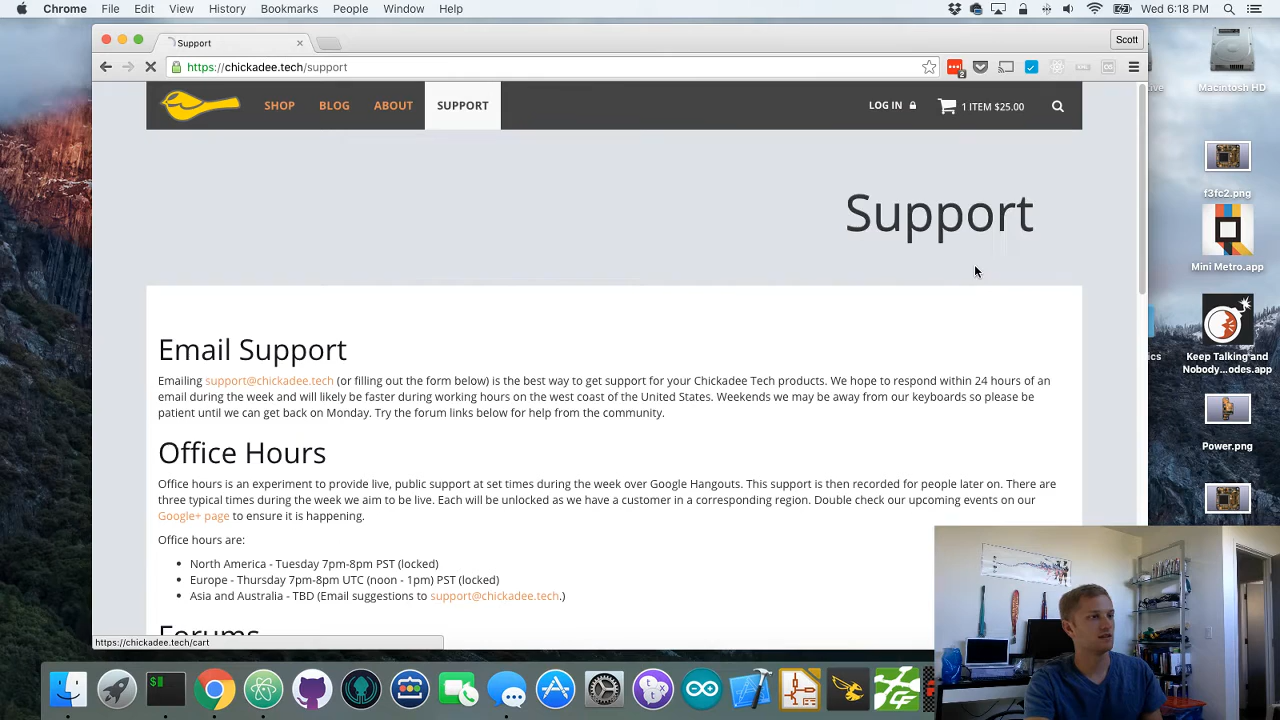 Chrome File Edit View History Bookmarks People Window Help Wed 6:18 PM
Support Scott
https://chickadee.tech/support 2
SHOP BLOG ABOUT SUPPORT LOG IN 1 ITEM $25.00
Support
Email Support
Emailing support@chickadee.tech (or filling out the form below) is the best way to get support for your Chickadee Tech products. We hope to respond within 24 hours of an
email during the week and will likely be faster during working hours on the west coast of the United States. Weekends we may be away from our keyboards so please be
patient until we can get back on Monday. Try the forum links below for help from the community.
Office Hours
Office hours is an experiment to provide live, public support at set times during the week over Google Hangouts. This support is then recorded for people later on. There are
three typical times during the week we aim to be live. Each will be unlocked as we have a customer in a corresponding region. Double check our upcoming events on our
Google+ page to ensure it is happening.
Office hours are:
North America - Tuesday 7pm-8pm PST (locked)
Europe - Thursday 7pm-8pm UTC (noon - 1pm) PST (locked)
Asia and Australia - TBD (Email suggestions to support@chickadee.tech.)
Forums
https://chickadee.tech/cart
Macintosh HD
f3fc2.png
Mini Metro.app
Keep Talking and
Nobody...odes.app
Power.png